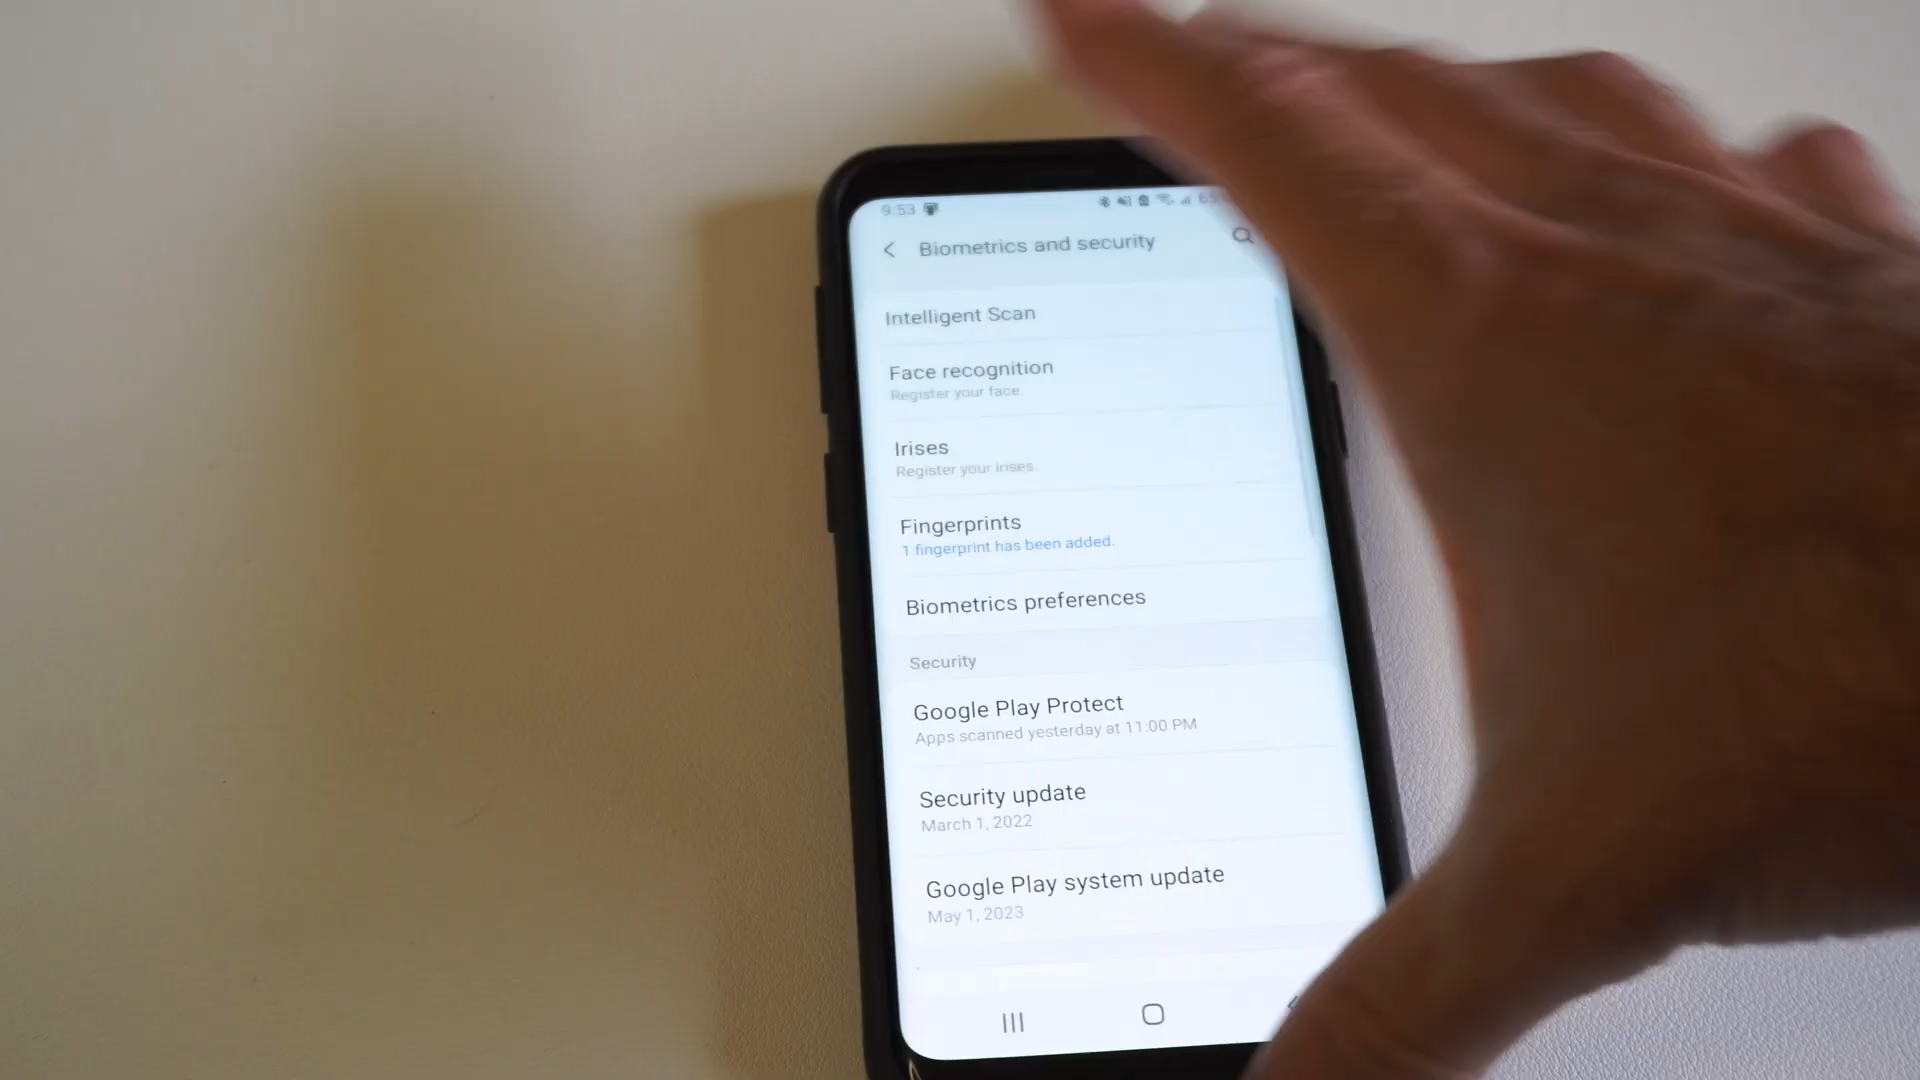 9:53
Biometrics and security
Intelligent Scan
Face recognition
Register your face.
Irises
Register your irises.
Fingerprints
1 fingerprint has been added.
Biometrics preferences
Security
Google Play Protect
Apps scanned yesterday at 11:00 PM
Security update
March 1, 2022
Google Play system update
May 1, 2023